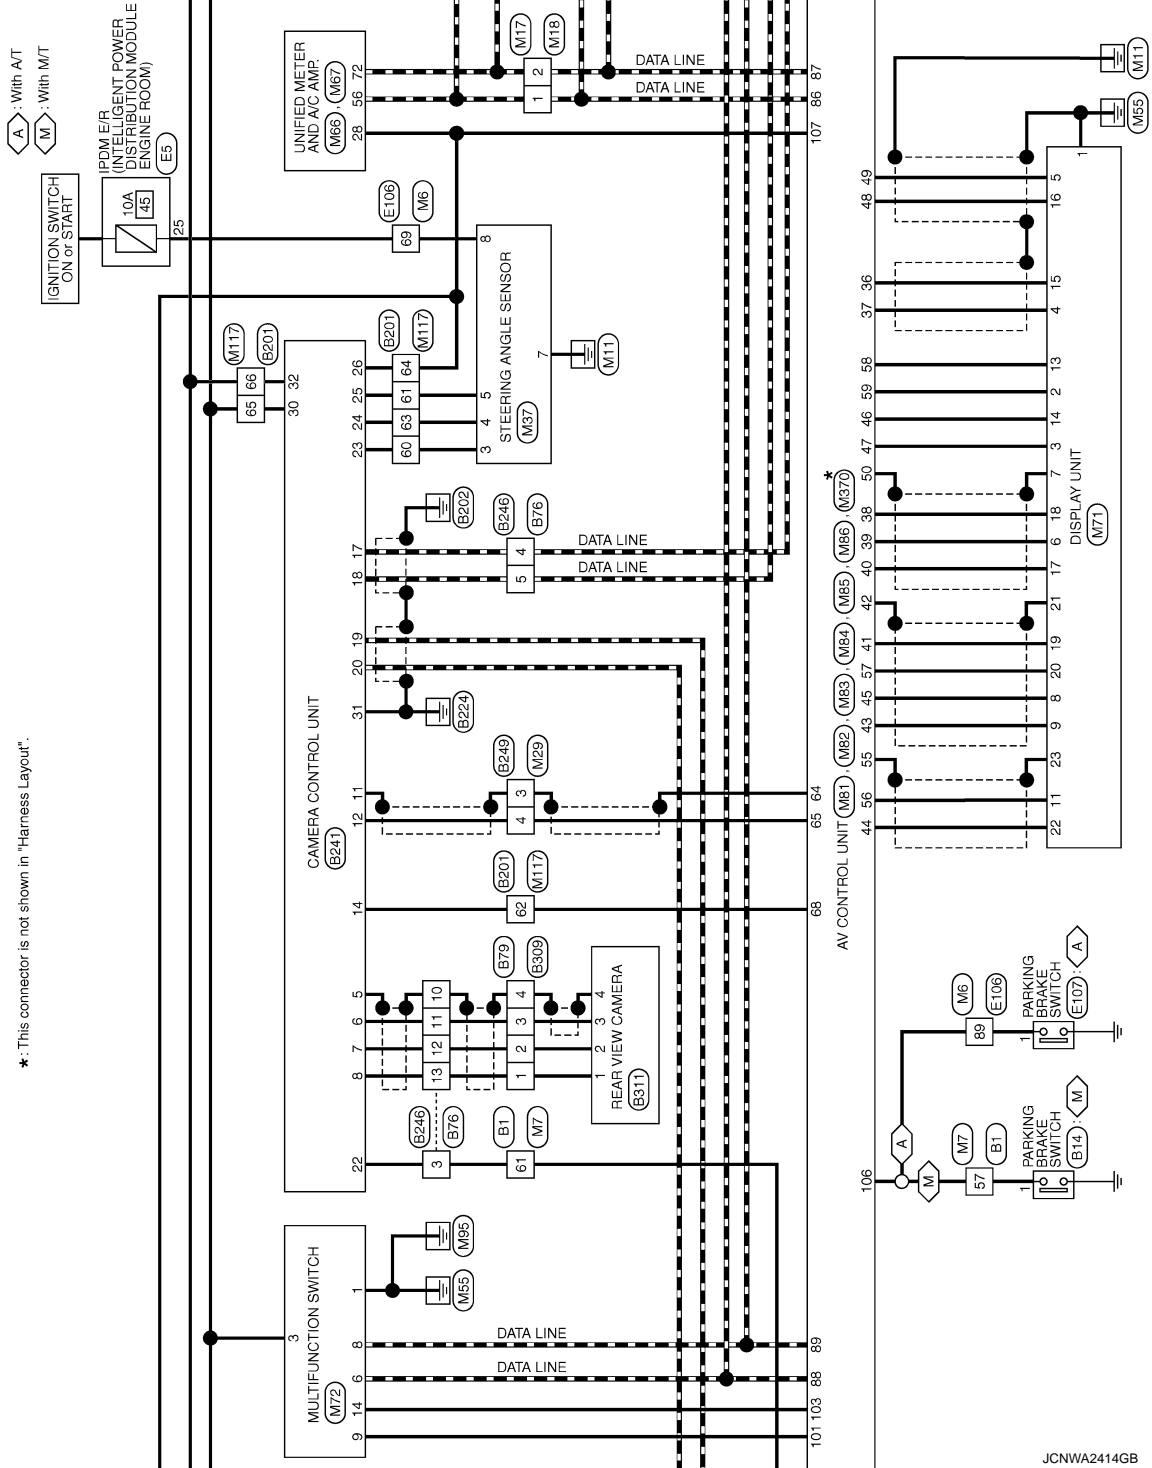 A : With A/T
M : With M/T
*: This connector is not shown in "Harness Layout".
IGNITION SWITCH
ON or START
IPDM E/R
(INTELLIGENT POWER
DISTRIBUTION MODULE
ENGINE ROOM)
E5
10A
45
25
UNIFIED METER
AND A/C AMP.
M66 , M67
72
56
28
M17
M18
2
1
DATA LINE
DATA LINE
87
86
107
E106
M6
69
8
STEERING ANGLE SENSOR
M37
7
M11
5
4
3
M117
B201
66
65
32
30
B201
M117
26
25
24
23
64
61
63
60
CAMERA CONTROL UNIT
B241
17
18
19
20
31
B202
B224
B246
B76
4
5
DATA LINE
DATA LINE
11
12
B249
M29
3
4
64
65
14
B201
M117
62
68
5
6
7
8
10
11
12
13
B79
B309
4
3
2
1
4
3
2
1
REAR VIEW CAMERA
B311
B246
B76
B1
M7
22
3
61
MULTIFUNCTION SWITCH
M72
3
1
8
6
14
9
M95
M55
DATA LINE
DATA LINE
89
88
103
101
AV CONTROL UNIT M81 , M82 , M83 , M84 , M85 , M86 , M370 *
49
48
36
37
58
59
46
47
50
38
39
40
42
41
57
45
43
55
56
44
106
M11
M55
1
5
16
15
4
13
2
14
3
7
18
6
17
21
19
20
8
9
23
11
22
DISPLAY UNIT
M71
A
M
M6
E106
89
1
PARKING
BRAKE
SWITCH
E107 : A
M7
B1
57
1
PARKING
BRAKE
SWITCH
B14 : M
JCNWA2414GB